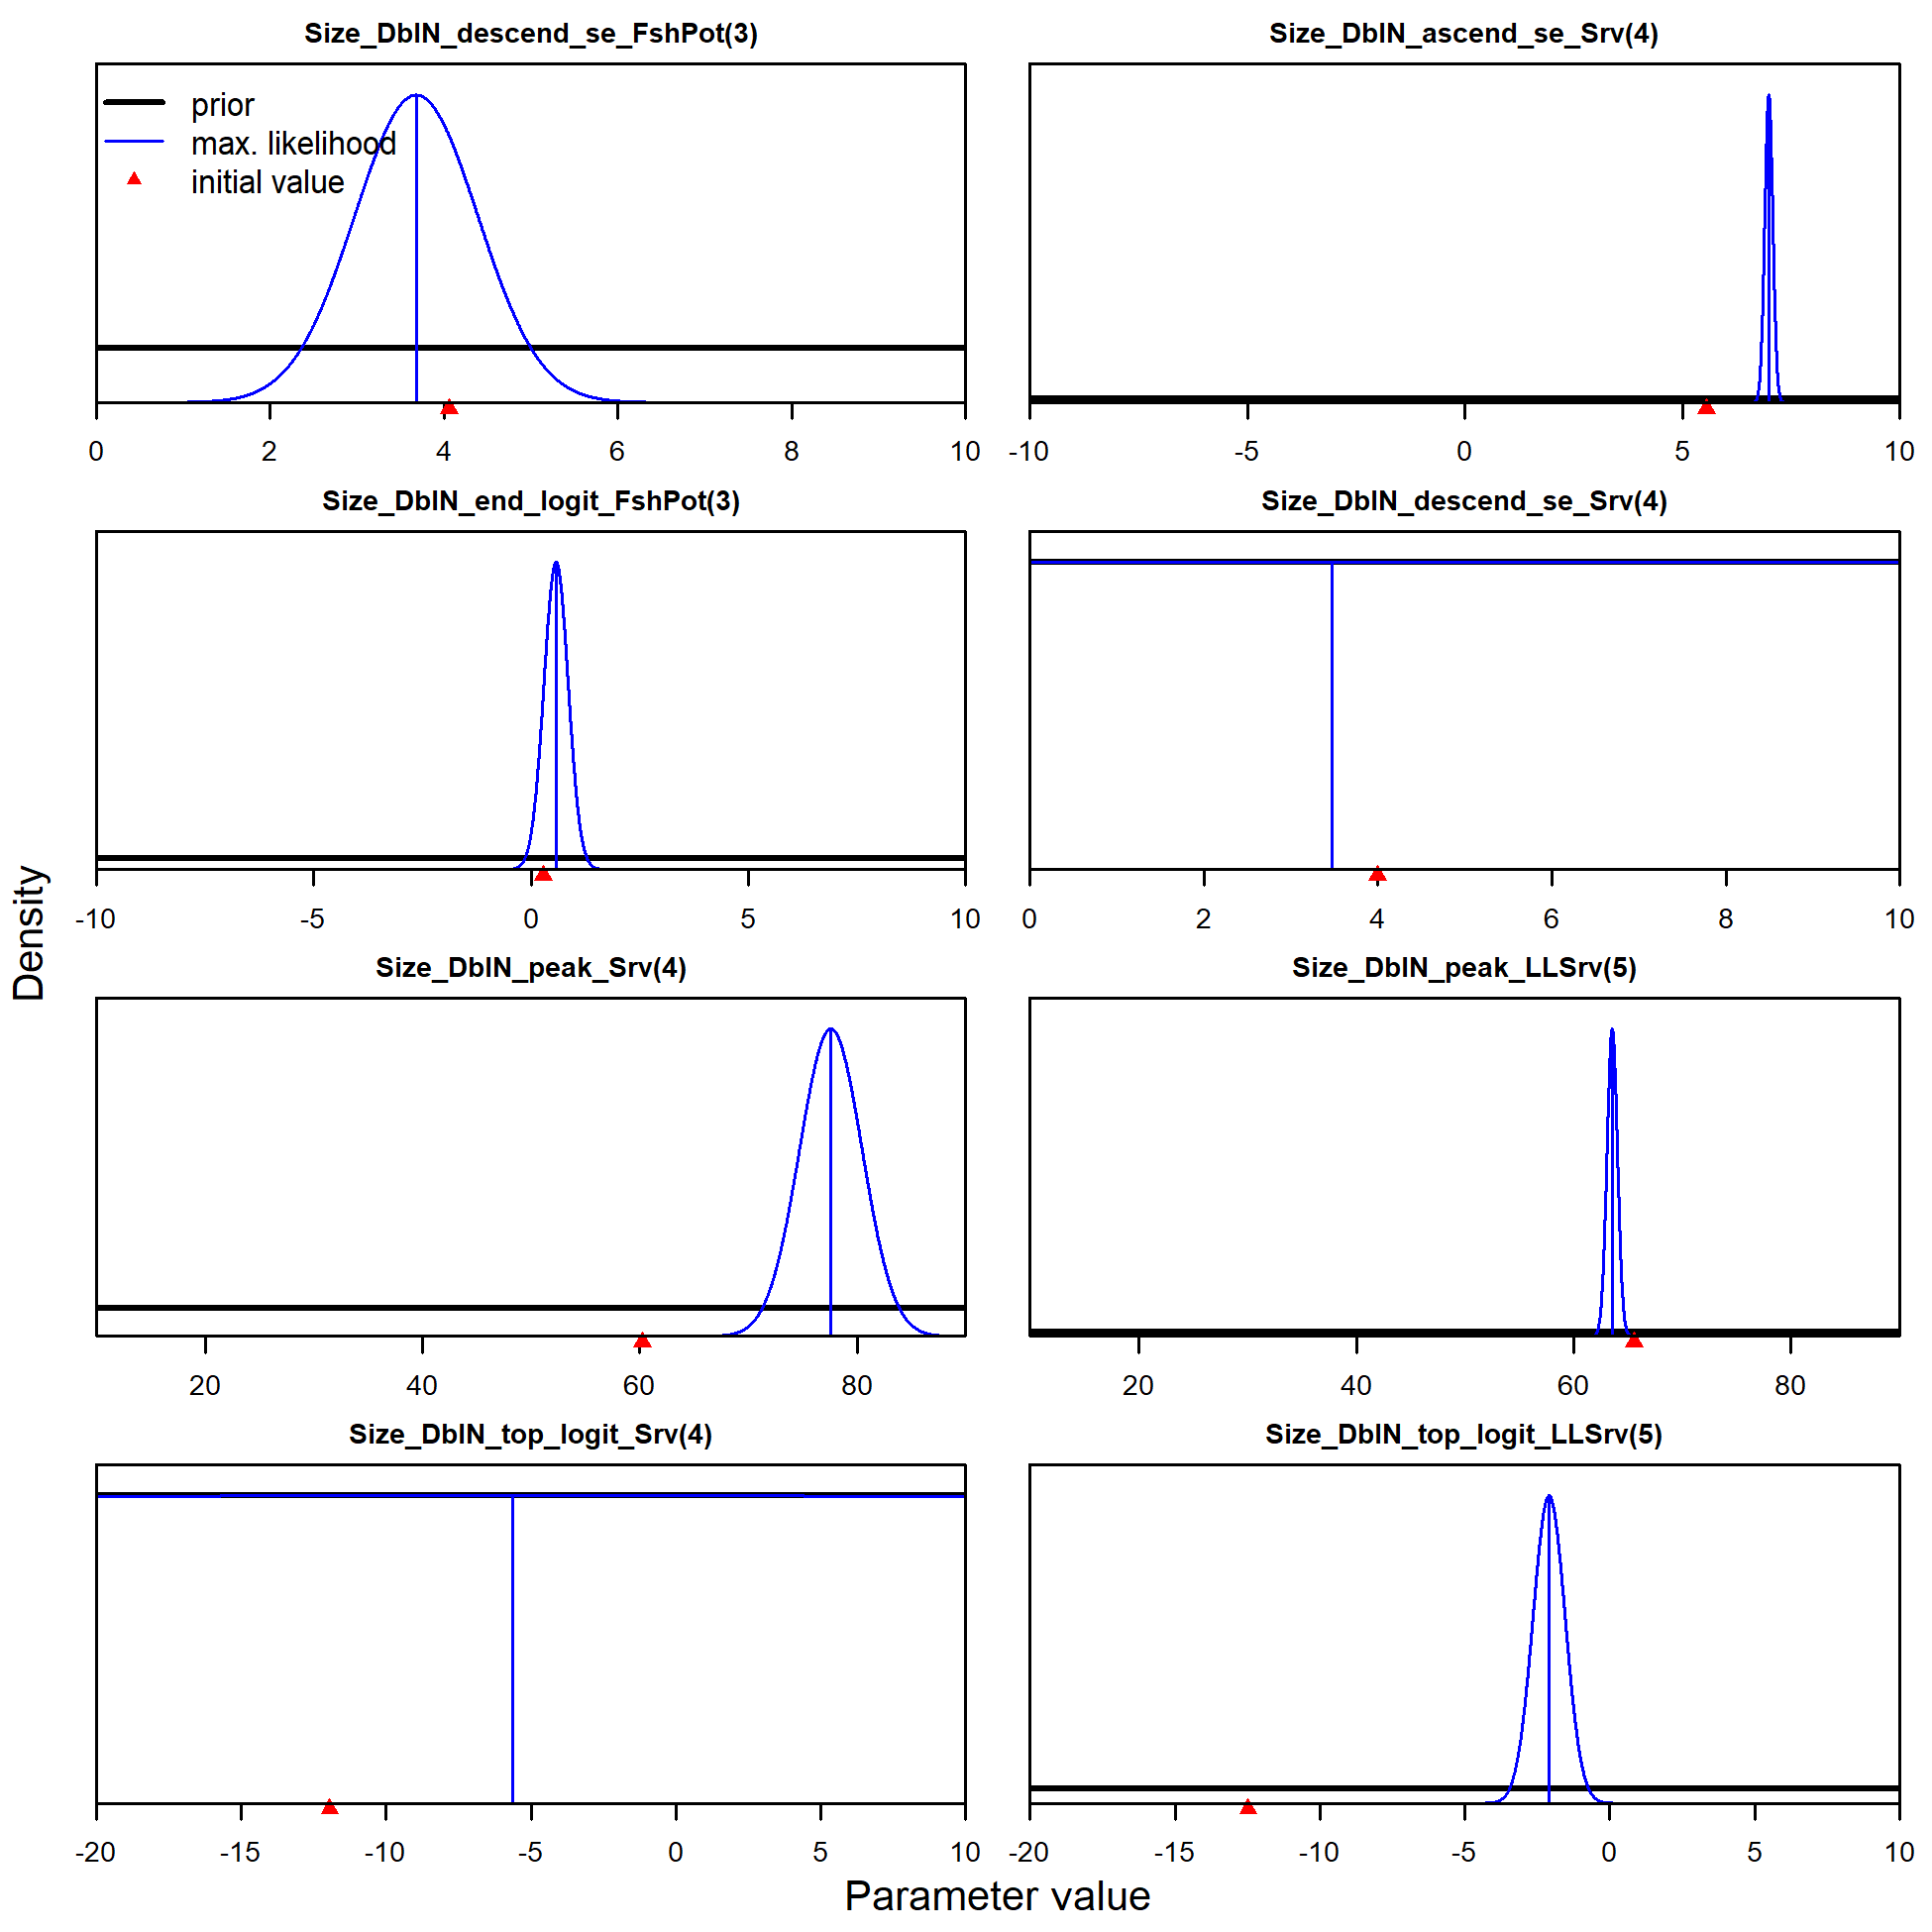 Size_DblN_descend_se_FshPot(3)
prior
max. likelihood
initial value
0 2 4 6 8 10
Size_DblN_ascend_se_Srv(4)
-10 -5 0 5 10
Size_DblN_end_logit_FshPot(3)
-10 -5 0 5 10
Size_DblN_descend_se_Srv(4)
0 2 4 6 8 10
Size_DblN_peak_Srv(4)
20 40 60 80
Size_DblN_peak_LLSrv(5)
20 40 60 80
Size_DblN_top_logit_Srv(4)
-20 -15 -10 -5 0 5 10
Size_DblN_top_logit_LLSrv(5)
-20 -15 -10 -5 0 5 10
Density
Parameter value